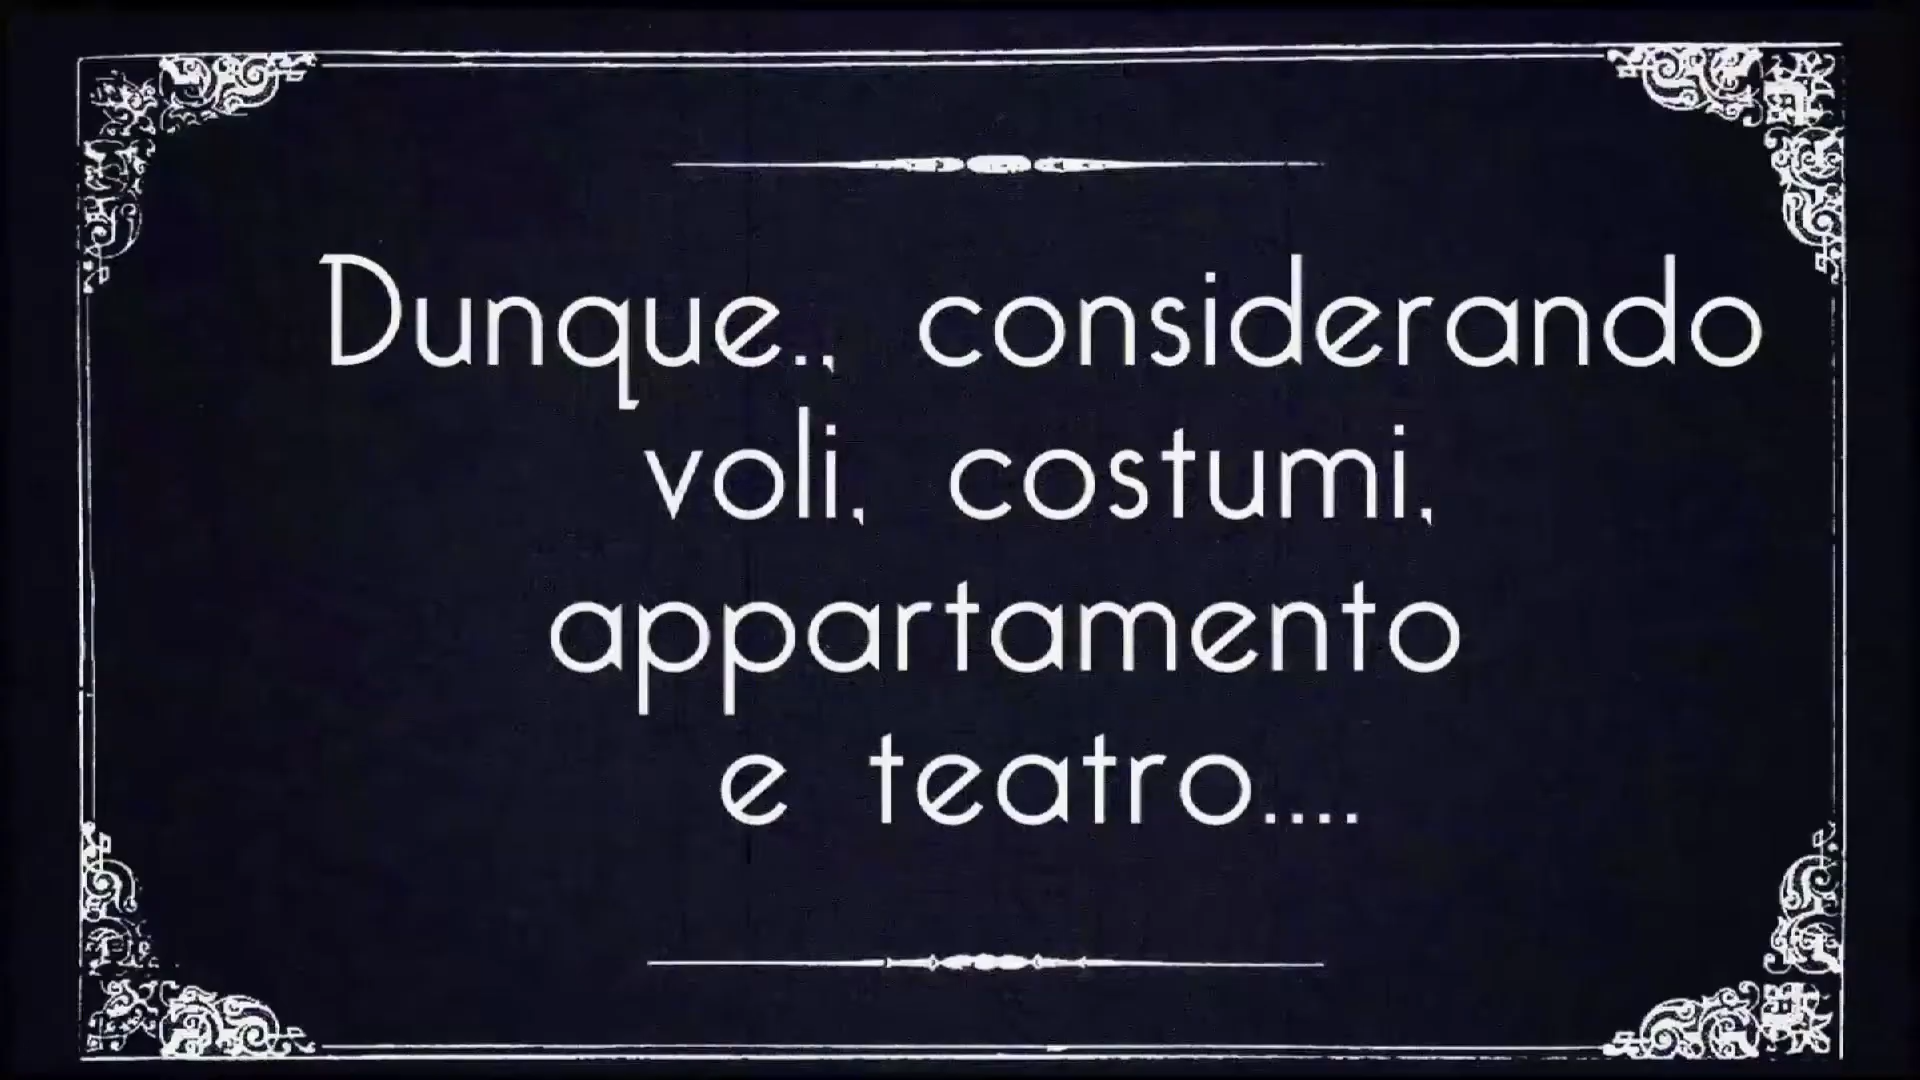 Dunque., considerando
voli, costumi,
appartamento
e teatro....